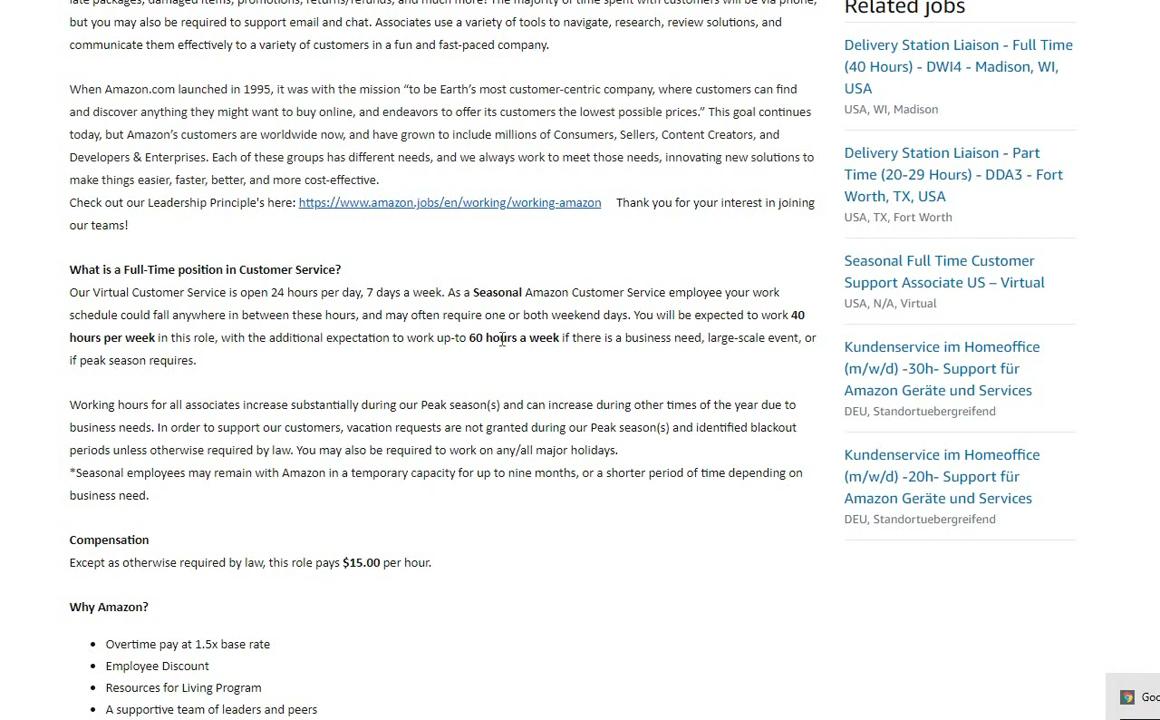 late packages, damaged items, promotions, returns/refunds, and much more? The majority of time spent with customers will be via phone,
but you may also be required to support email and chat. Associates use a variety of tools to navigate, research, review solutions, and
communicate them effectively to a variety of customers in a fun and fast-paced company.
When Amazon.com launched in 1995, it was with the mission “to be Earth’s most customer-centric company, where customers can find
and discover anything they might want to buy online, and endeavors to offer its customers the lowest possible prices.” This goal continues
today, but Amazon’s customers are worldwide now, and have grown to include millions of Consumers, Sellers, Content Creators, and
Developers & Enterprises. Each of these groups has different needs, and we always work to meet those needs, innovating new solutions to
make things easier, faster, better, and more cost-effective.
Check out our Leadership Principle's here: https://www.amazon.jobs/en/working/working-amazon Thank you for your interest in joining
our teams!
What is a Full-Time position in Customer Service?
Our Virtual Customer Service is open 24 hours per day, 7 days a week. As a Seasonal Amazon Customer Service employee your work
schedule could fall anywhere in between these hours, and may often require one or both weekend days. You will be expected to work 40
hours per week in this role, with the additional expectation to work up-to 60 hours a week if there is a business need, large-scale event, or
if peak season requires.
Working hours for all associates increase substantially during our Peak season(s) and can increase during other times of the year due to
business needs. In order to support our customers, vacation requests are not granted during our Peak season(s) and identified blackout
periods unless otherwise required by law. You may also be required to work on any/all major holidays.
*Seasonal employees may remain with Amazon in a temporary capacity for up to nine months, or a shorter period of time depending on
business need.
Compensation
Except as otherwise required by law, this role pays $15.00 per hour.
Why Amazon?
• Overtime pay at 1.5x base rate
• Employee Discount
• Resources for Living Program
• A supportive team of leaders and peers
Related jobs
Delivery Station Liaison - Full Time
(40 Hours) - DWI4 - Madison, WI,
USA
USA, WI, Madison
Delivery Station Liaison - Part
Time (20-29 Hours) - DDA3 - Fort
Worth, TX, USA
USA, TX, Fort Worth
Seasonal Full Time Customer
Support Associate US – Virtual
USA, N/A, Virtual
Kundenservice im Homeoffice
(m/w/d) -30h- Support für
Amazon Geräte und Services
DEU, Standortuebergreifend
Kundenservice im Homeoffice
(m/w/d) -20h- Support für
Amazon Geräte und Services
DEU, Standortuebergreifend
Goo